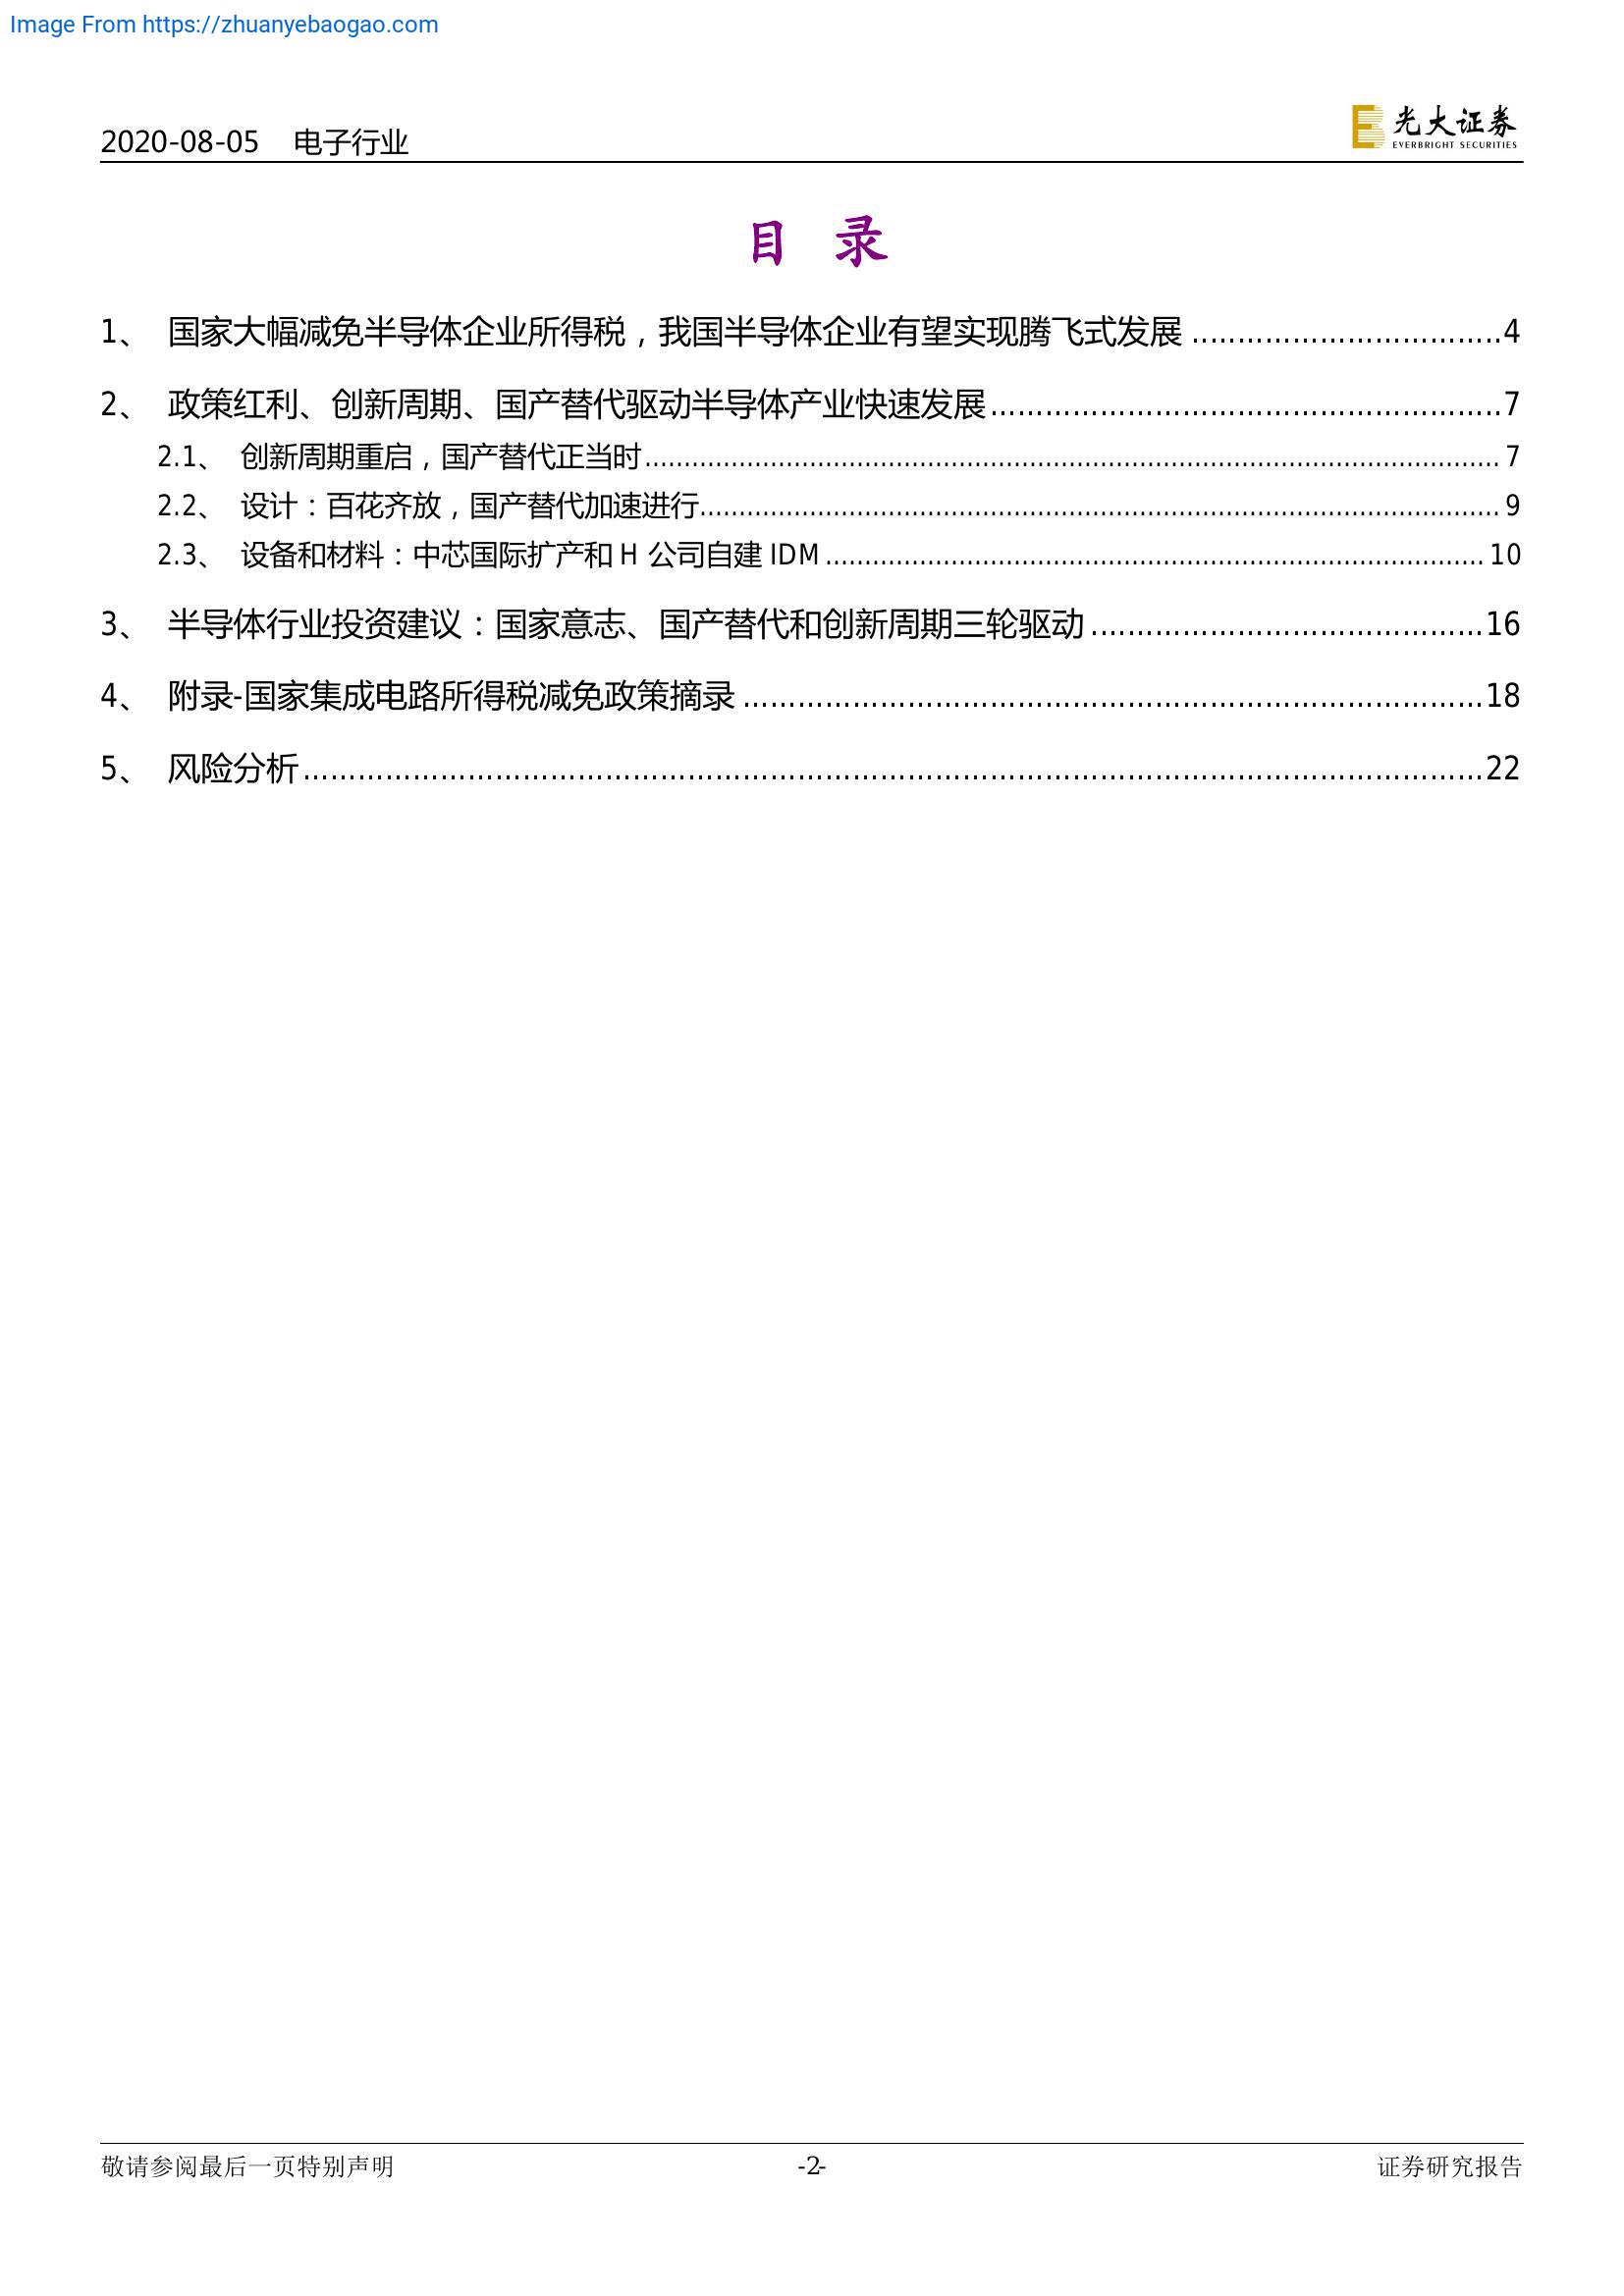 Image From https://zhuanyebaogao.com
2020-08-05 电子行业
光大证券
EVERBRIGHT SECURITIES
目 录
1、 国家大幅减免半导体企业所得税，我国半导体企业有望实现腾飞式发展 ..................................4
2、 政策红利、创新周期、国产替代驱动半导体产业快速发展........................................................7
2.1、 创新周期重启，国产替代正当时............................................................................................................. 7
2.2、 设计：百花齐放，国产替代加速进行...................................................................................................... 9
2.3、 设备和材料：中芯国际扩产和 H 公司自建 IDM .................................................................................... 10
3、 半导体行业投资建议：国家意志、国产替代和创新周期三轮驱动 ...........................................16
4、 附录-国家集成电路所得税减免政策摘录 .................................................................................18
5、 风险分析.................................................................................................................................22
敬请参阅最后一页特别声明 -2- 证券研究报告